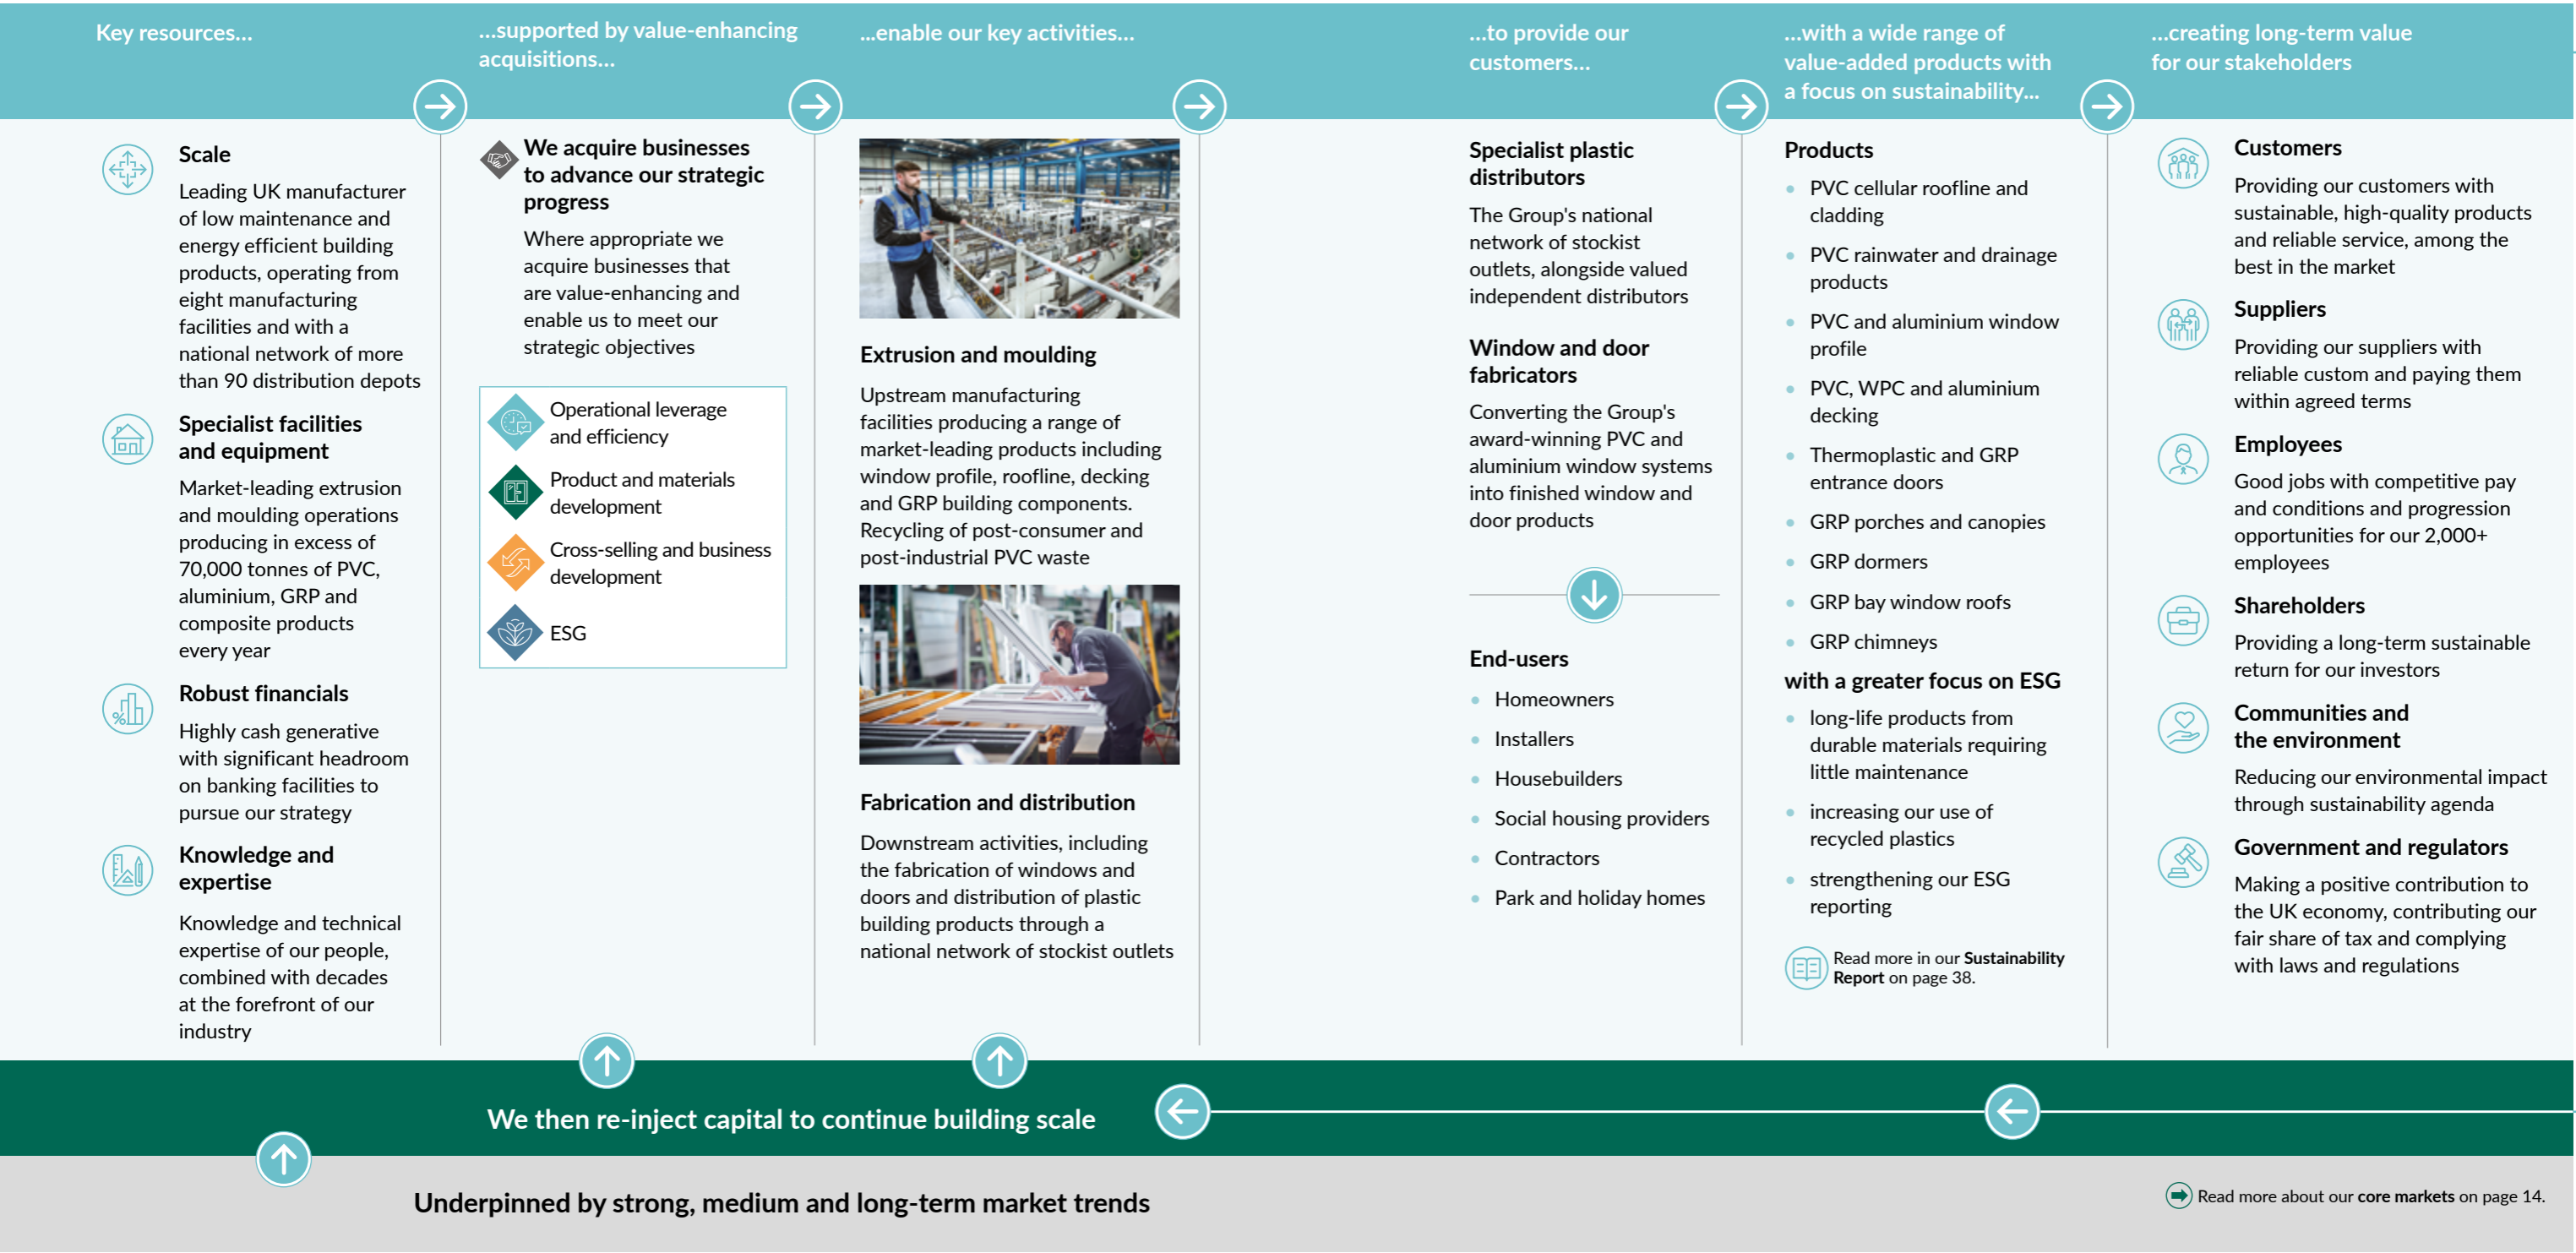 Key resources...
Scale
Leading UK manufacturer
of low maintenance and
energy efficient building
products, operating from
eight manufacturing
facilities and with a
national network of more
than 90 distribution depots
Specialist facilities
and equipment
Market-leading extrusion
and moulding operations
producing in excess of
70,000 tonnes of PVC,
aluminium, GRP and
composite products
every year
Robust financials
Highly cash generative
with significant headroom
on banking facilities to
pursue our strategy
Knowledge and
expertise
Knowledge and technical
expertise of our people,
combined with decades
at the forefront of our
industry
...supported by value-enhancing
acquisitions...
We acquire businesses
to advance our strategic
progress
Where appropriate we
acquire businesses that
are value-enhancing and
enable us to meet our
strategic objectives
Operational leverage
and efficiency
Product and materials
development
Cross-selling and business
development
ESG
...enable our key activities...
Extrusion and moulding
Upstream manufacturing
facilities producing a range of
market-leading products including
window profile, roofline, decking
and GRP building components.
Recycling of post-consumer and
post-industrial PVC waste
Fabrication and distribution
Downstream activities, including
the fabrication of windows and
doors and distribution of plastic
building products through a
national network of stockist outlets
...to provide our
customers...
Specialist plastic
distributors
The Group's national
network of stockist
outlets, alongside valued
independent distributors
Window and door
fabricators
Converting the Group's
award-winning PVC and
aluminium window systems
into finished window and
door products
End-users
• Homeowners
• Installers
• Housebuilders
• Social housing providers
• Contractors
• Park and holiday homes
...with a wide range of
value-added products with
a focus on sustainability...
Products
• PVC cellular roofline and
cladding
• PVC rainwater and drainage
products
• PVC and aluminium window
profile
• PVC, WPC and aluminium
decking
• Thermoplastic and GRP
entrance doors
• GRP porches and canopies
• GRP dormers
• GRP bay window roofs
• GRP chimneys
with a greater focus on ESG
• long-life products from
durable materials requiring
little maintenance
• increasing our use of
recycled plastics
• strengthening our ESG
reporting
Read more in our Sustainability
Report on page 38.
...creating long-term value
for our stakeholders
Customers
Providing our customers with
sustainable, high-quality products
and reliable service, among the
best in the market
Suppliers
Providing our suppliers with
reliable custom and paying them
within agreed terms
Employees
Good jobs with competitive pay
and conditions and progression
opportunities for our 2,000+
employees
Shareholders
Providing a long-term sustainable
return for our investors
Communities and
the environment
Reducing our environmental impact
through sustainability agenda
Government and regulators
Making a positive contribution to
the UK economy, contributing our
fair share of tax and complying
with laws and regulations
We then re-inject capital to continue building scale
Underpinned by strong, medium and long-term market trends
Read more about our core markets on page 14.